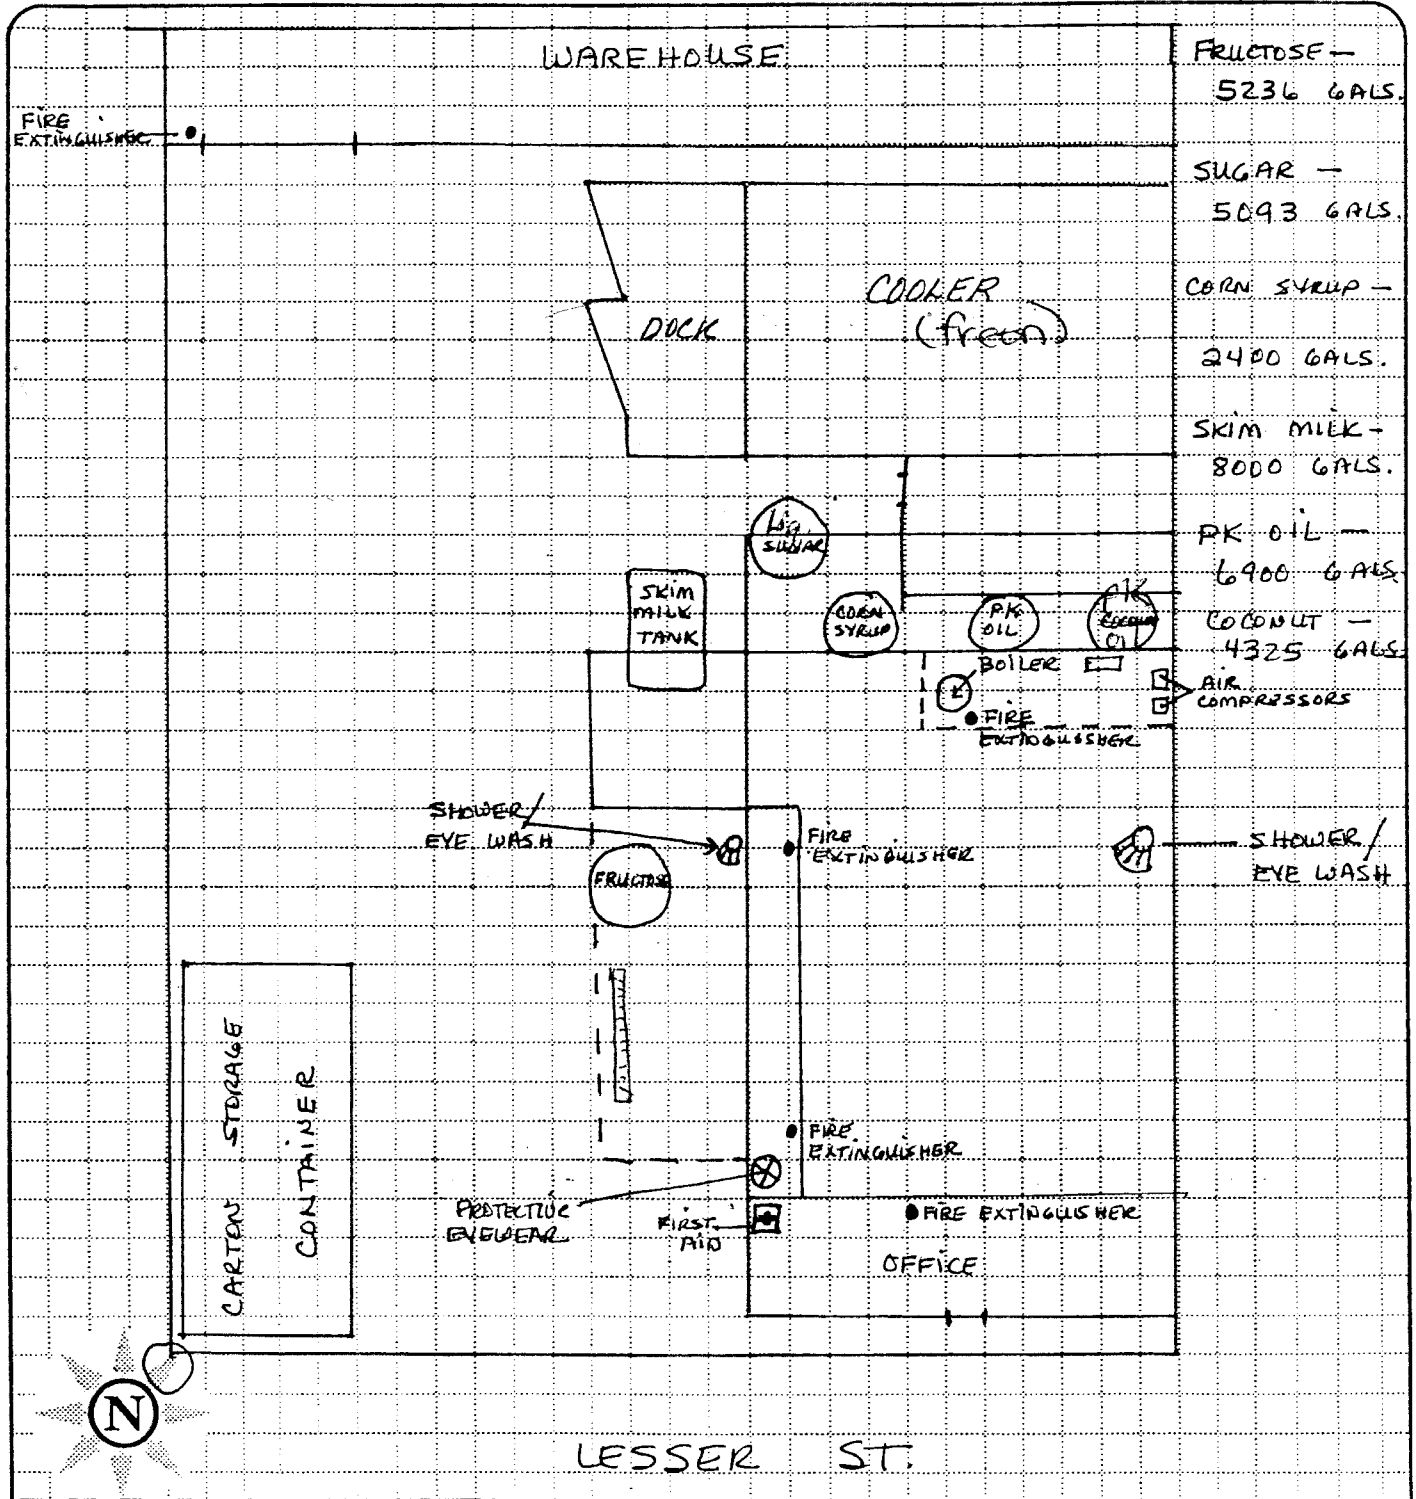 WAREHOUSE
FRUCTOSE —
5236 GALS.
FIRE
EXTINGUISHER
SUGAR —
5093 GALS.
COOLER
(freon)
CORN SYRUP —
DOCK
2400 GALS.
SKIM MILK-
8000 GALS.
LIQ.
SUGAR
PK OIL —
6900 GALS.
SKIM
MILK
TANK
CORN
SYRUP
P.K.
OIL
PK
COCONUT
OIL
COCONUT —
4325 GALS.
BOILER
AIR
COMPRESSORS
FIRE
EXTINGUISHER
SHOWER/
EYE WASH
FIRE
EXTINGUISHER
SHOWER/
EYE WASH
FRUCTOSE
CARTON STORAGE
CONTAINER
FIRE
EXTINGUISHER
PROTECTIVE
EYEWEAR
FIRST
AID
FIRE EXTINGUISHER
OFFICE
N
LESSER ST.